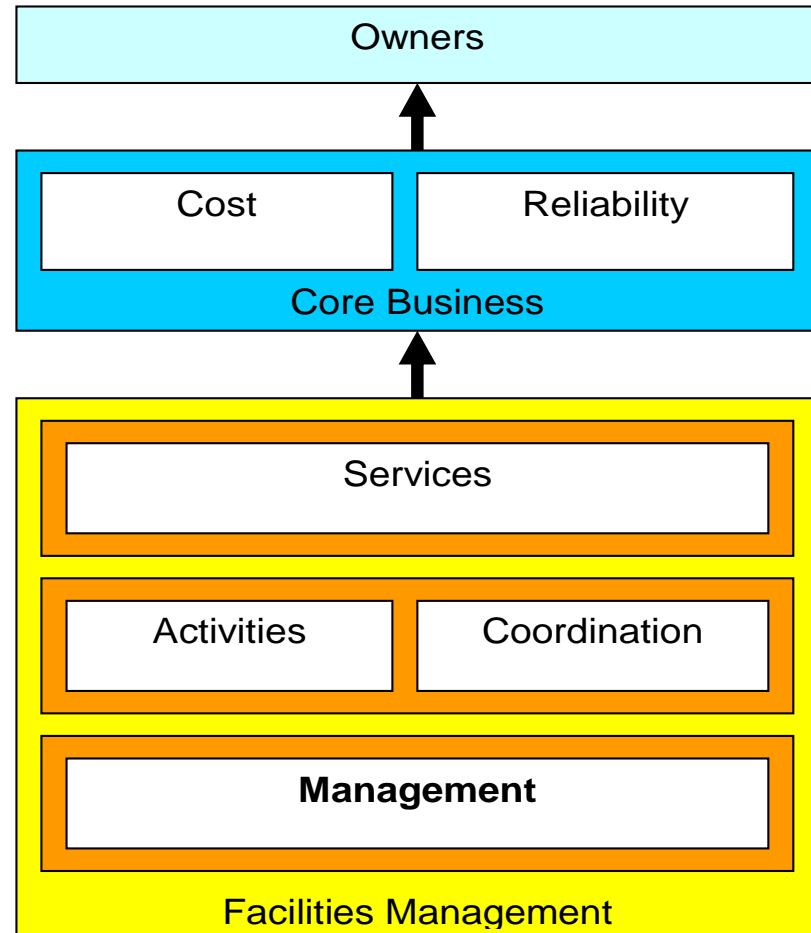 Owners
Cost
Reliability
Core Business
Services
Activities
Coordination
Management
Facilities Management